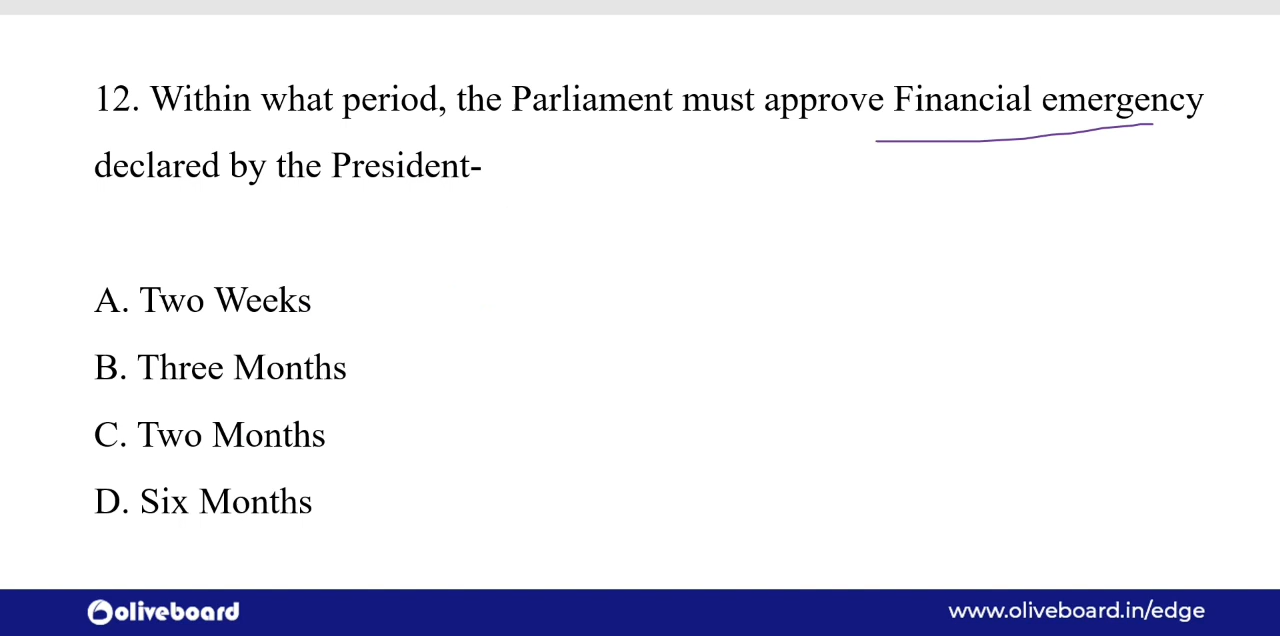 12. Within what period, the Parliament must approve Financial emergency
declared by the President-
A. Two Weeks
B. Three Months
C. Two Months
D. Six Months
oliveboard www.oliveboard.in/edge